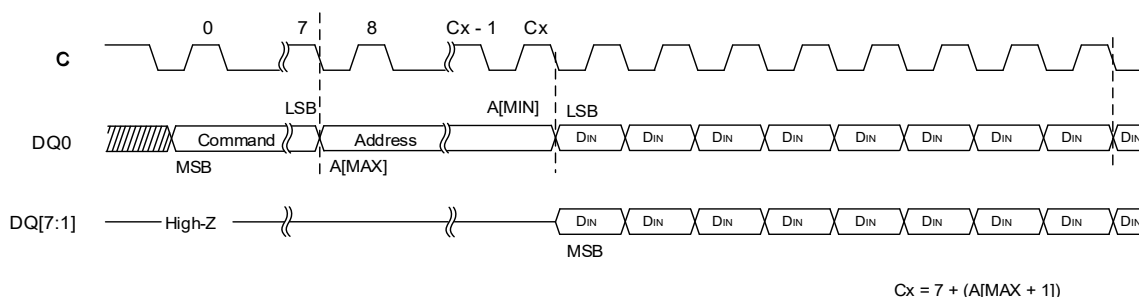 0 7 8 Cx - 1 Cx
C
LSB A[MIN] LSB
DQ0 Command Address DIN DIN DIN DIN DIN DIN DIN DIN DIN
MSB A[MAX]
DQ[7:1] High-Z DIN DIN DIN DIN DIN DIN DIN DIN DIN
MSB
Cx = 7 + (A[MAX + 1])